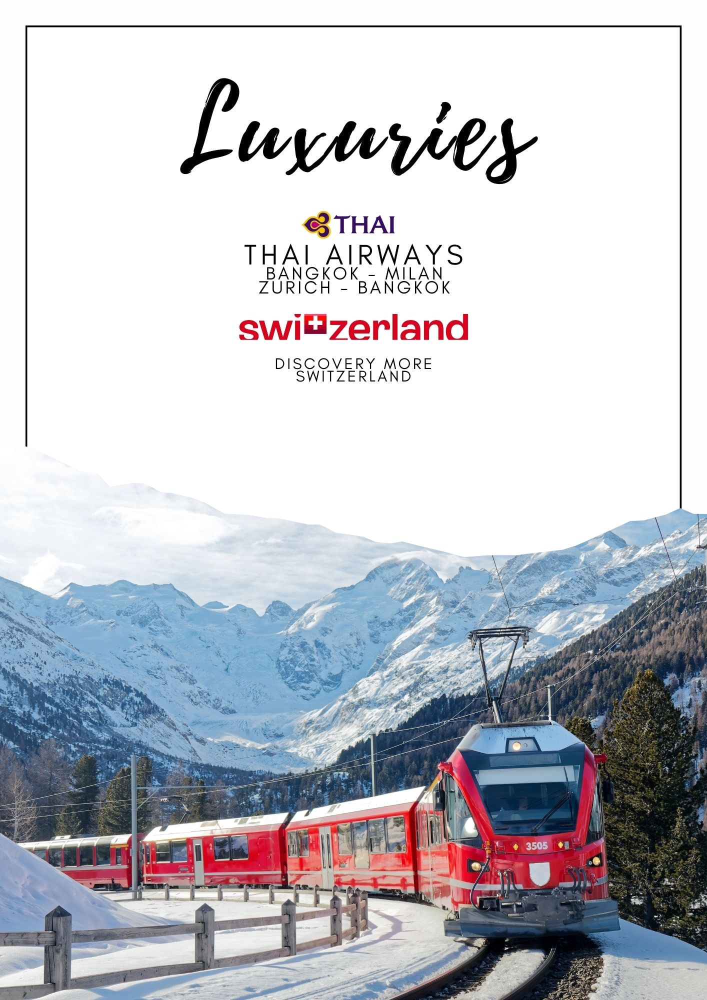 Luxuries
THAI
THAI AIRWAYS
BANGKOK - MILAN
ZURICH - BANGKOK
switzerland
DISCOVERY MORE
SWITZERLAND
3505